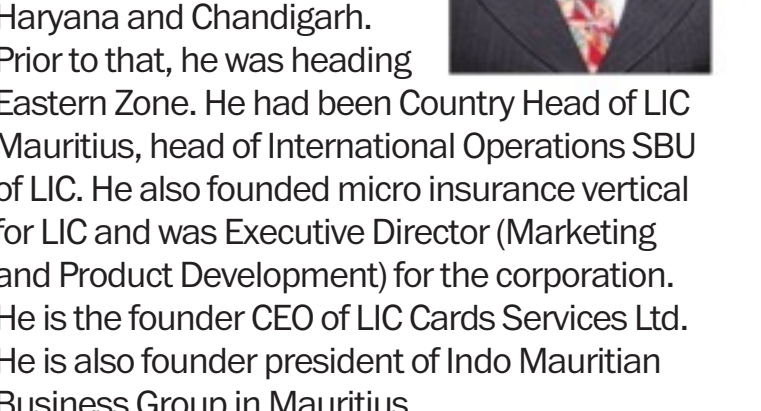 Haryana and Chandigarh.
Prior to that, he was heading
Eastern Zone. He had been Country Head of LIC
Mauritius, head of International Operations SBU
of LIC. He also founded micro insurance vertical
for LIC and was Executive Director (Marketing
and Product Development) for the corporation.
He is the founder CEO of LIC Cards Services Ltd.
He is also founder president of Indo Mauritian
Business Group in Mauritius